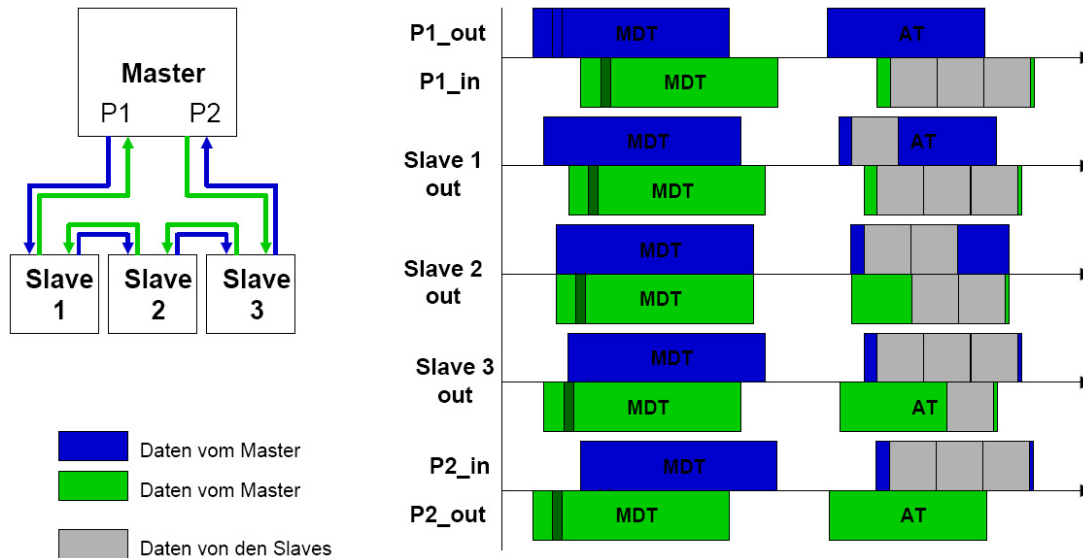 Master
P1 P2
Slave
1
Slave
2
Slave
3
Daten vom Master
Daten vom Master
Daten von den Slaves
P1_out
MDT
AT
P1_in
MDT
Slave 1
out
MDT
AT
MDT
Slave 2
out
MDT
MDT
Slave 3
out
MDT
MDT
AT
P2_in
MDT
P2_out
MDT
AT